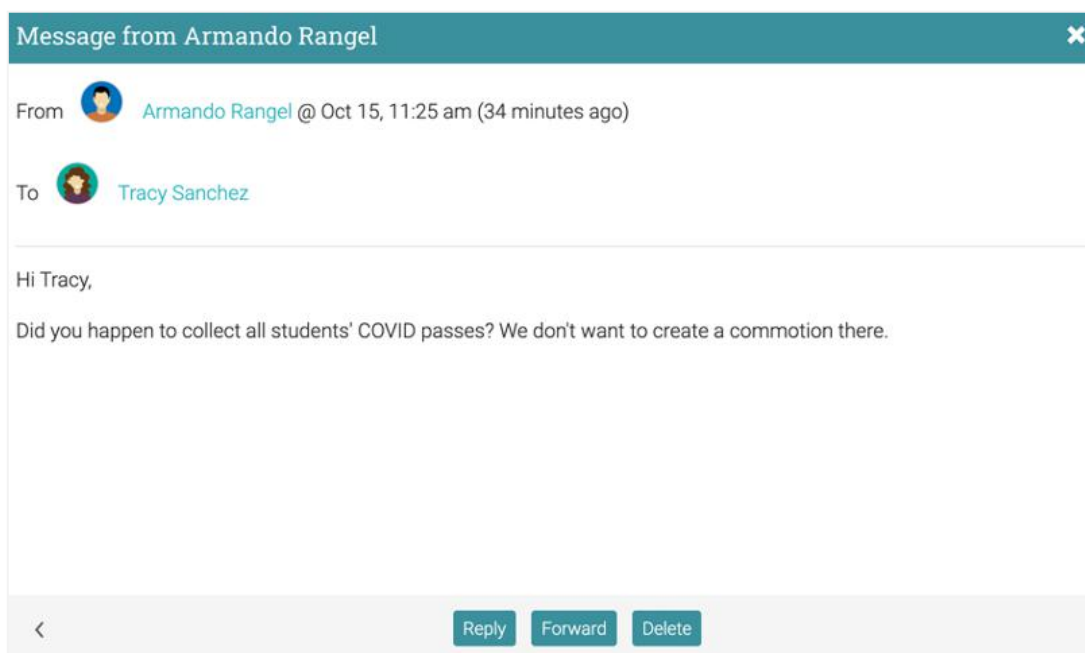 Message from Armando Rangel
From Armando Rangel @ Oct 15, 11:25 am (34 minutes ago)
To Tracy Sanchez
Hi Tracy,
Did you happen to collect all students' COVID passes? We don't want to create a commotion there.
Reply Forward Delete